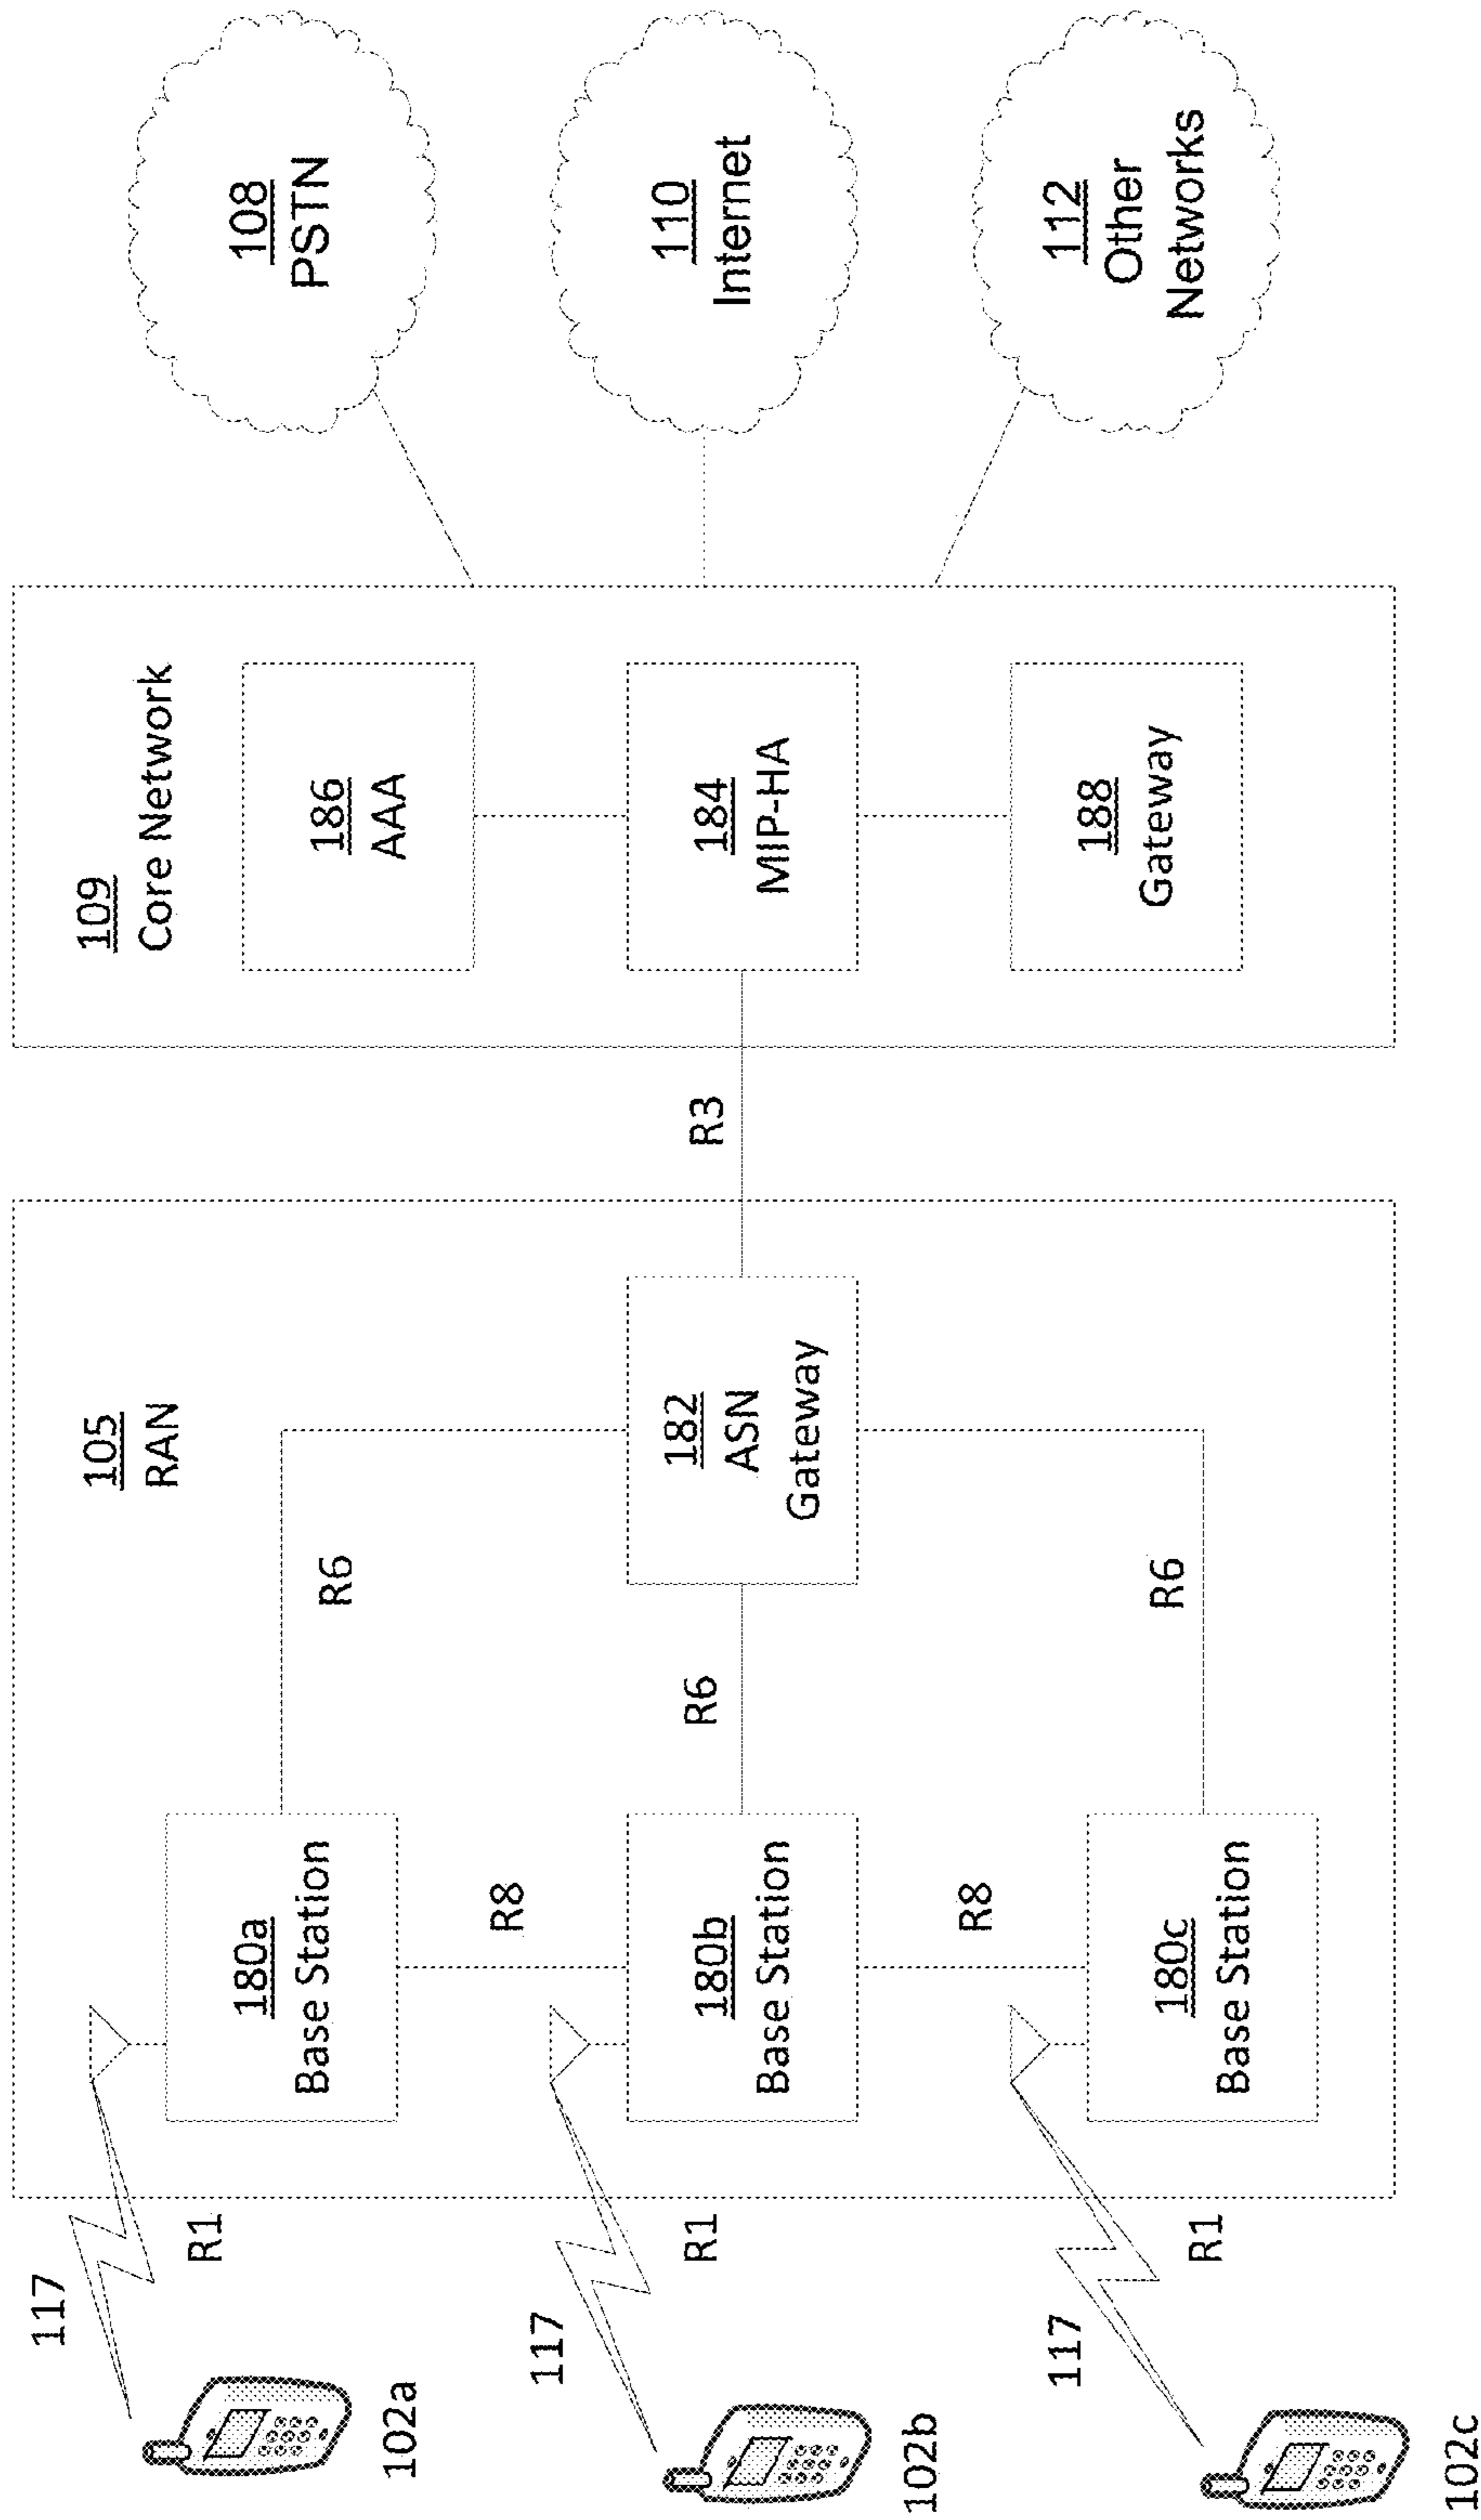 117
R1
102a
117
R1
102b
117
R1
102c
105
RAN
180a
Base Station
R8
180b
Base Station
R8
180c
Base Station
R6
R6
R6
182
ASN
Gateway
R3
109
Core Network
186
AAA
184
MIP-HA
188
Gateway
108
PSTN
110
Internet
112
Other
Networks